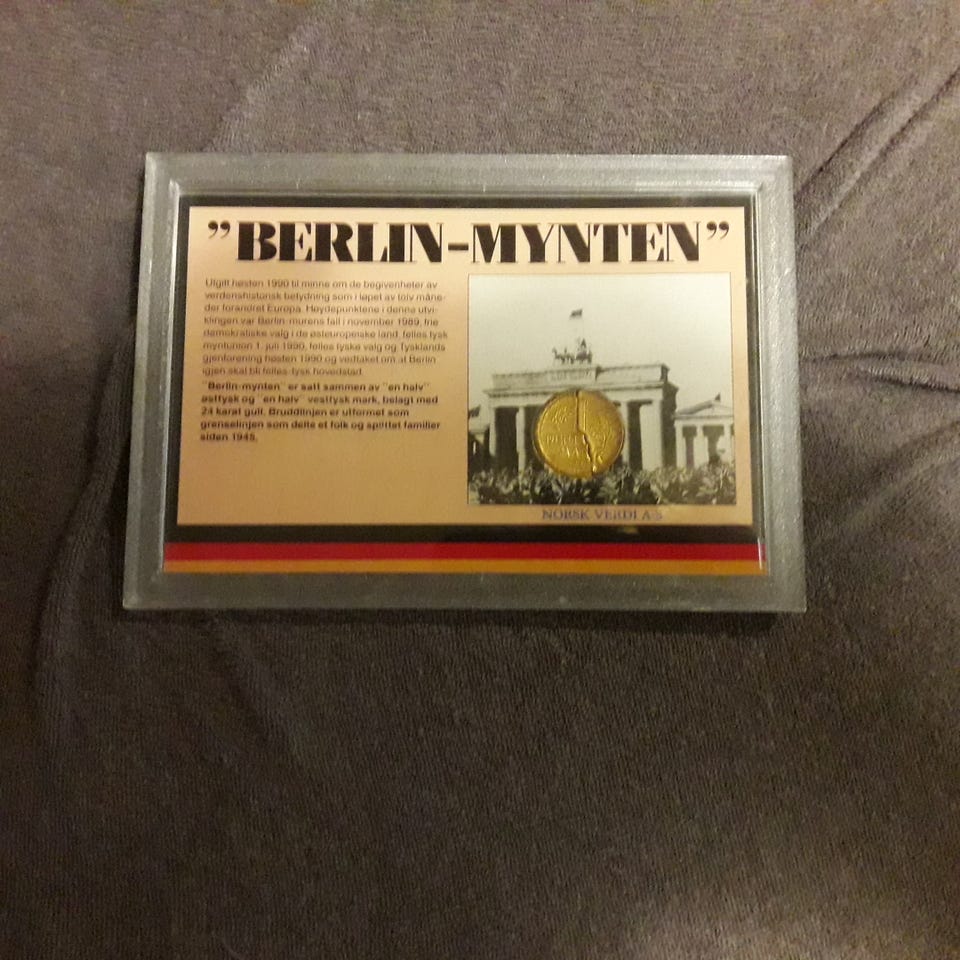 "BERLIN-MYNTEN"
Utgitt høsten 1990 til minne om de begivenheter av
verdenshistorisk betydning som i løpet av tolv måne-
der forandret Europa. Høydepunktene i denne utvi-
klingen var Berlin-murens fall i november 1989, frie
demokratiske valg i de østeuropeiske land, felles tysk
myntunion 1. juli 1990, felles tyske valg og Tysklands
gjenforening høsten 1990 og vedtaket om at Berlin
igjen skal bli felles-tysk hovedstad.
"Berlin-mynten" er satt sammen av "en halv"
østtysk og "en halv" vesttysk mark, belagt med
24 karat gull. Bruddlinjen er utformet som
grenselinjen som delte et folk og splittet familier
siden 1945.
NORSK VERDI A-S